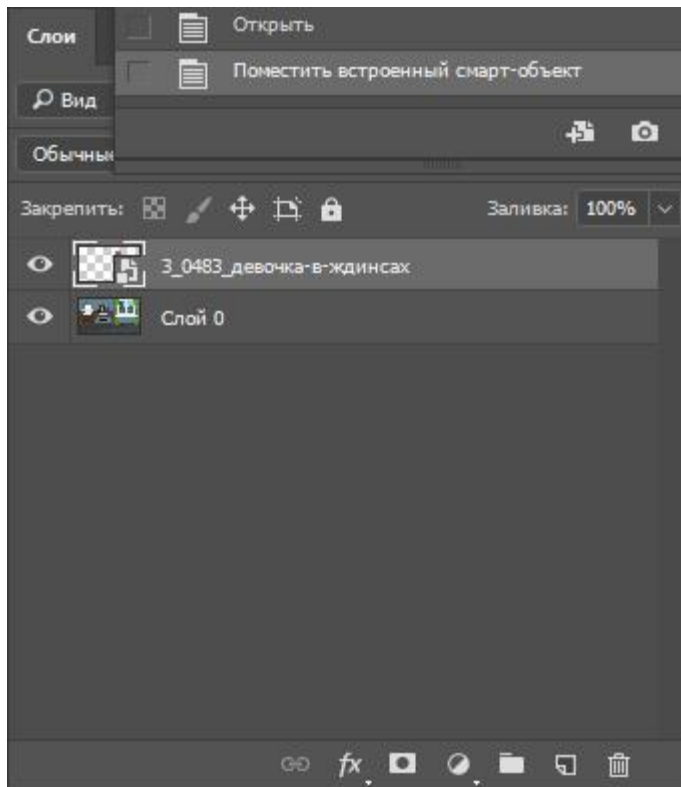 Слои
Открыть
Поместить встроенный смарт-объект
Вид
Обычные
Закрепить:
Заливка: 100%
3_0483_девочка-в-ждинсах
Слой 0
fx